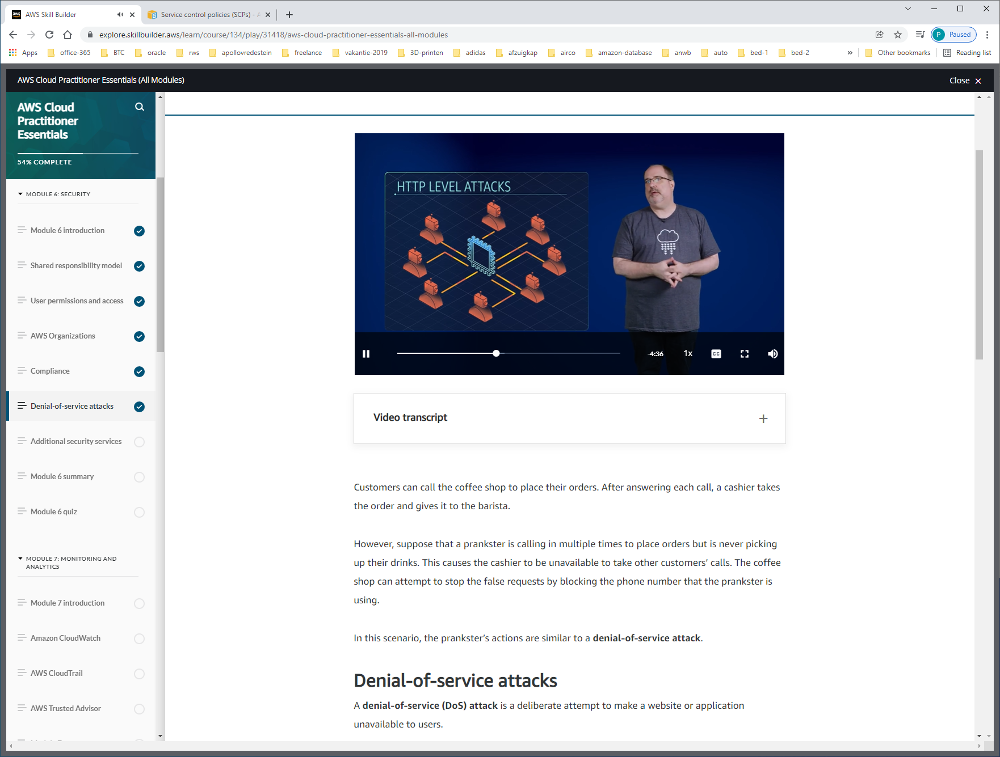 aws
AWS Skill Builder
Service control policies (SCPs) -
explore.skillbuilder.aws/learn/course/134/play/31418/aws-cloud-practitioner-essentials-all-modules
P
Paused
Apps
office-365
BTC
oracle
rws
apollovredestein
freelance
vakantie-2019
3D-printen
adidas
afzuigkap
airco
amazon-database
anwb
auto
bed-1
bed-2
»
Other bookmarks
Reading list
AWS Cloud Practitioner Essentials (All Modules)
Close
AWS Cloud
Practitioner
Essentials
54% COMPLETE
MODULE 6: SECURITY
Module 6 introduction
Shared responsibility model
User permissions and access
AWS Organizations
Compliance
Denial-of-service attacks
Additional security services
Module 6 summary
Module 6 quiz
MODULE 7: MONITORING AND
ANALYTICS
Module 7 introduction
Amazon CloudWatch
AWS CloudTrail
AWS Trusted Advisor
HTTP LEVEL ATTACKS
-4:36
1x
CC
Video transcript
Customers can call the coffee shop to place their orders. After answering each call, a cashier takes
the order and gives it to the barista.
However, suppose that a prankster is calling in multiple times to place orders but is never picking
up their drinks. This causes the cashier to be unavailable to take other customers’ calls. The coffee
shop can attempt to stop the false requests by blocking the phone number that the prankster is
using.
In this scenario, the prankster’s actions are similar to a denial-of-service attack.
Denial-of-service attacks
A denial-of-service (DoS) attack is a deliberate attempt to make a website or application
unavailable to users.